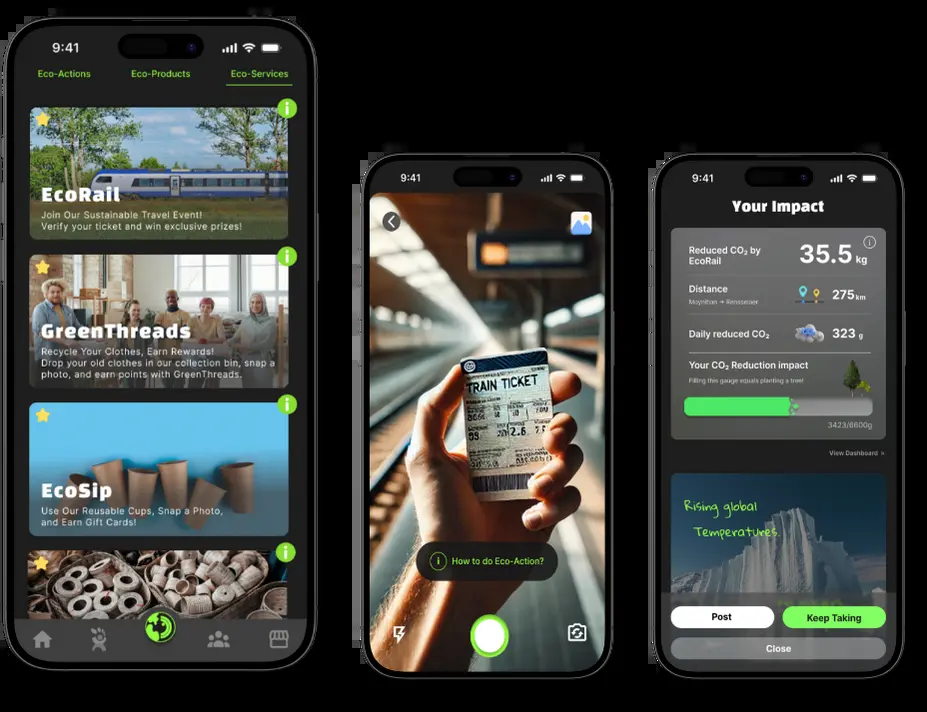 9:41
Eco-Actions Eco-Products Eco-Services
EcoRail
Join Our Sustainable Travel Event!
Verify your ticket and win exclusive prizes!
GreenThreads
Recycle Your Clothes, Earn Rewards!
Drop your old clothes in our collection bin, snap a
photo, and earn points with GreenThreads.
EcoSip
Use Our Reusable Cups, Snap a Photo,
and Earn Gift Cards!
9:41
TRAIN TICKET
How to do Eco-Action?
9:41
Your Impact
Reduced CO₂ by
EcoRail
35.5 kg
Distance
275 km
Daily reduced CO₂
323 g
Your CO₂ Reduction impact
Filling this gauge equals planting a tree!
3423/6600g
View Dashboard >
Rising global
Temperatures.
Post
Keep Taking
Close